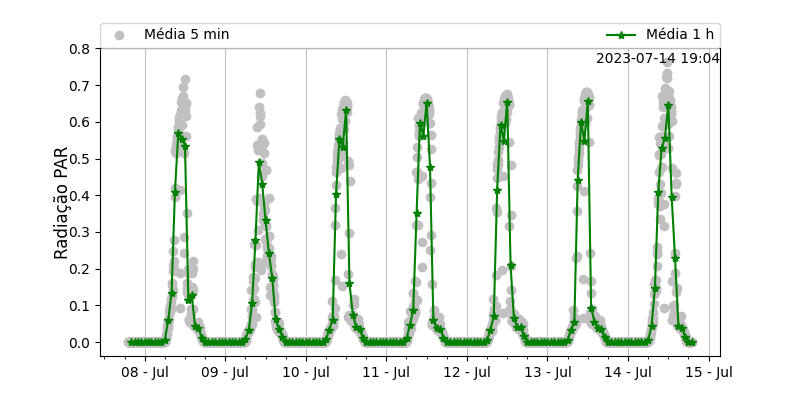 Média 5 min
Média 1 h
2023-07-14 19:04
Radiação PAR
0.8
0.7
0.6
0.5
0.4
0.3
0.2
0.1
0.0
08 - Jul
09 - Jul
10 - Jul
11 - Jul
12 - Jul
13 - Jul
14 - Jul
15 - Jul